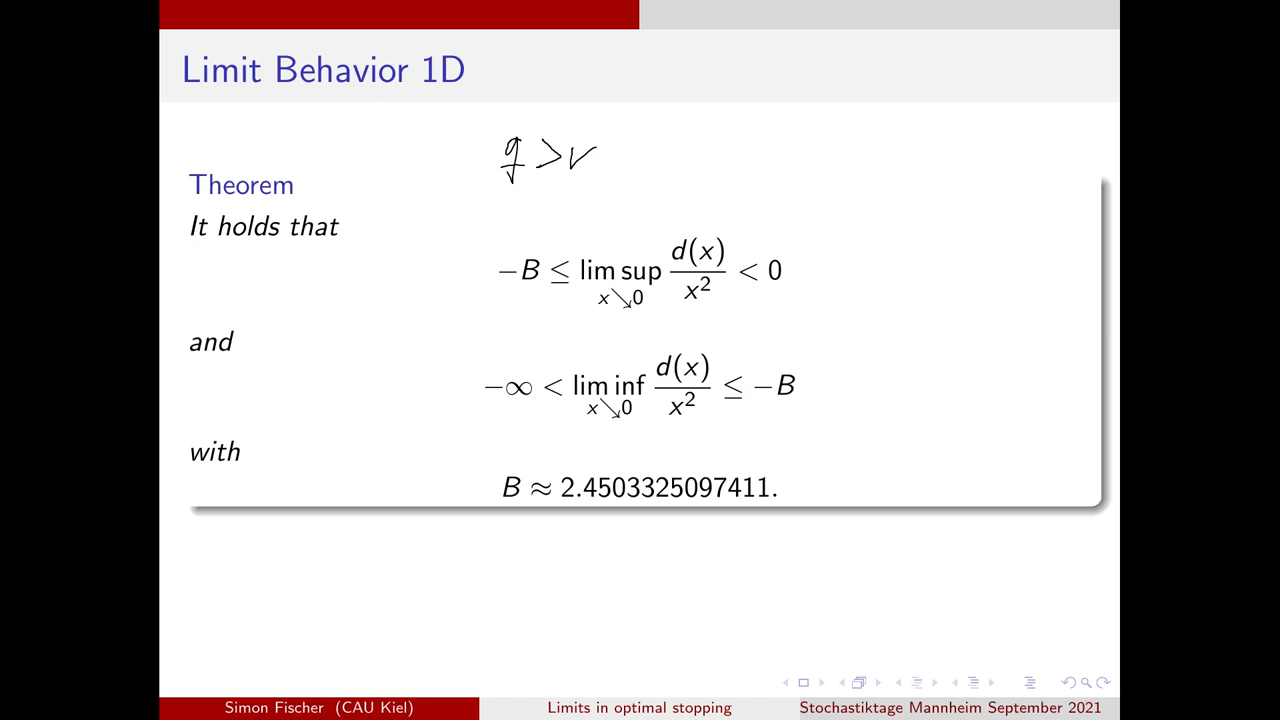 Limit Behavior 1D
q > r
Theorem
It holds that
−B ≤ lim sup_{x↘0} d(x)/x² < 0
and
−∞ < lim inf_{x↘0} d(x)/x² ≤ −B
with
B ≈ 2.4503325097411.
Simon Fischer (CAU Kiel)
Limits in optimal stopping
Stochastiktage Mannheim September 2021